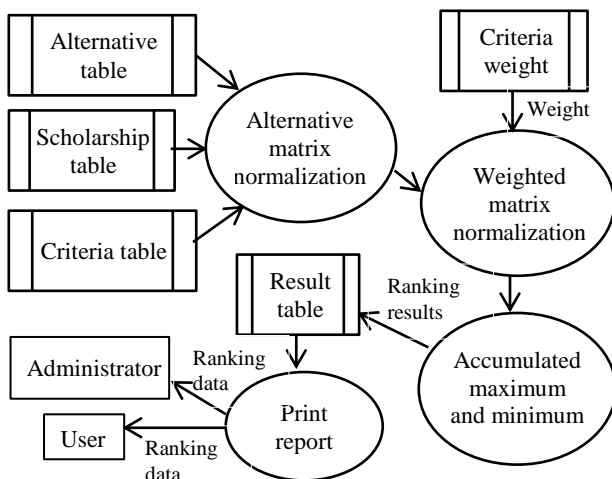 Alternative
table
Scholarship
table
Criteria table
Alternative
matrix
normalization
Criteria
weight
Weight
Weighted
matrix
normalization
Result
table
Ranking
results
Accumulated
maximum
and minimum
Administrator
Ranking
data
Print
report
User
Ranking
data